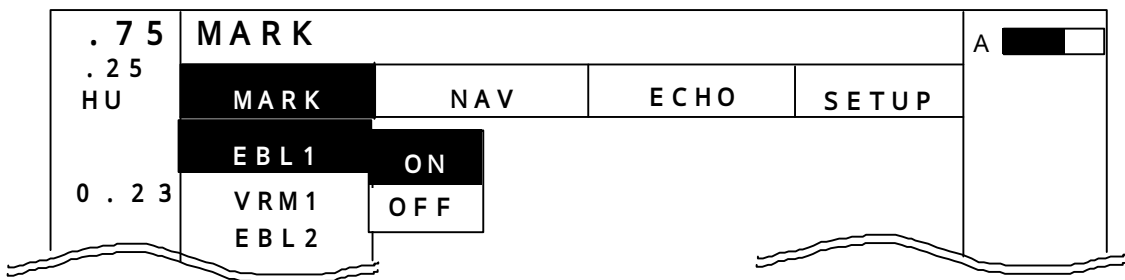 .75 MARK
A
.25
HU MARK NAV ECHO SETUP
EBL1 ON
0.23 VRM1 OFF
EBL2